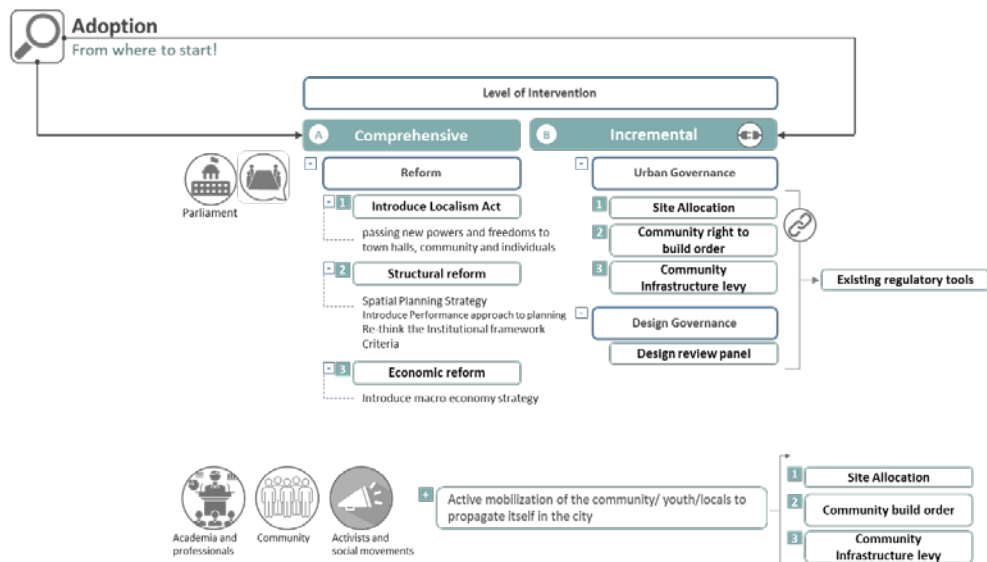 Adoption
From where to start!
Level of Intervention
A Comprehensive
B Incremental
Parliament
- Reform
- 1 Introduce Localism Act
passing new powers and freedoms to
town halls, community and individuals
- 2 Structural reform
Spatial Planning Strategy
Introduce Performance approach to planning
Re-think the Institutional framework
Criteria
- 3 Economic reform
Introduce macro economy strategy
- Urban Governance
1 Site Allocation
2 Community right to
build order
3 Community
Infrastructure levy
- Design Governance
Design review panel
Existing regulatory tools
Academia and
professionals
Community
Activists and
social movements
+ Active mobilization of the community/ youth/locals to
propagate itself in the city
1 Site Allocation
2 Community build order
3 Community
Infrastructure levy